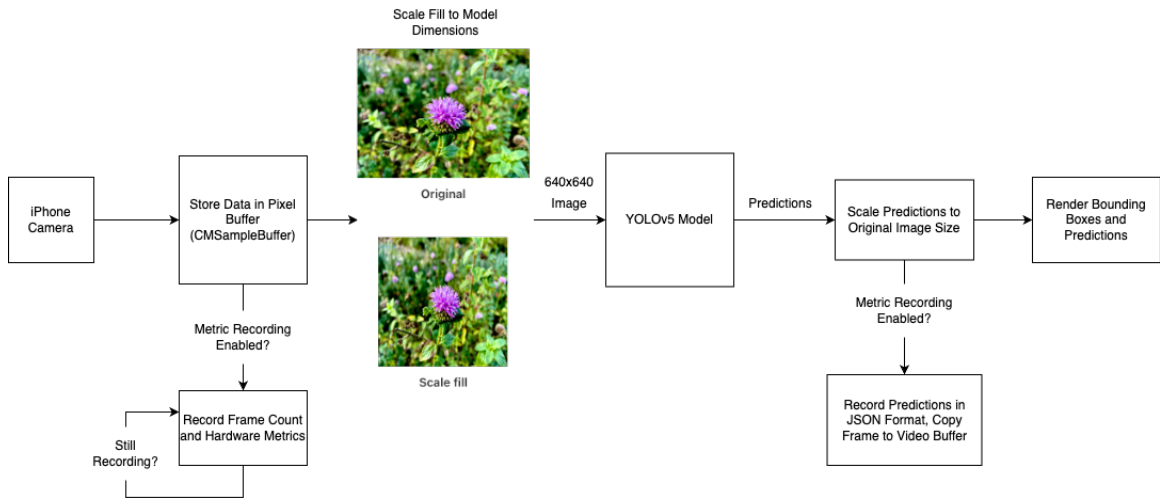 Scale Fill to Model
Dimensions
Original
Scale fill
iPhone
Camera
Store Data in Pixel
Buffer
(CMSampleBuffer)
640x640
Image
YOLOv5 Model
Predictions
Scale Predictions to
Original Image Size
Render Bounding
Boxes and
Predictions
Metric Recording
Enabled?
Metric Recording
Enabled?
Record Frame Count
and Hardware Metrics
Still
Recording?
Record Predictions in
JSON Format, Copy
Frame to Video Buffer